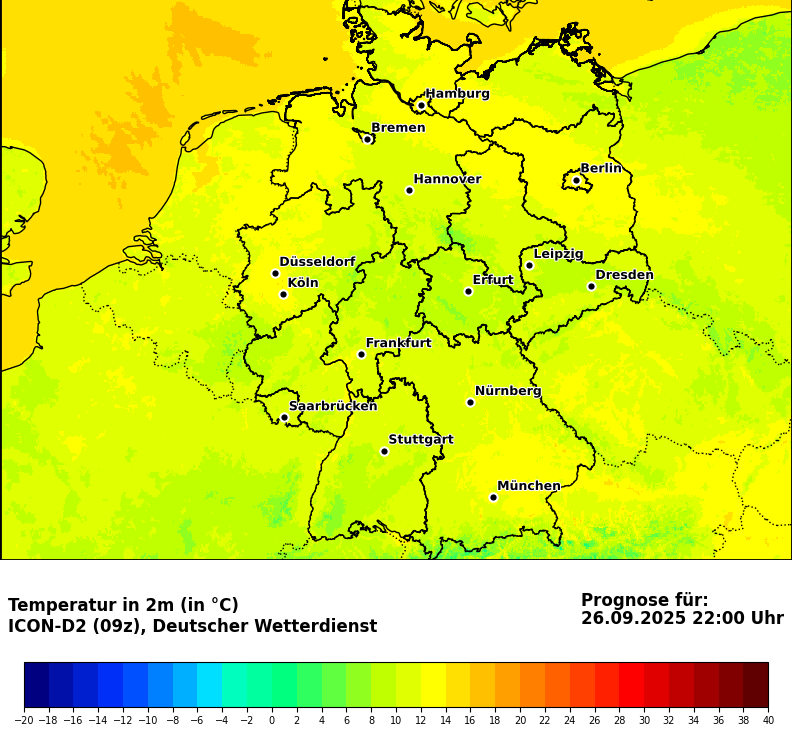 Hamburg
Bremen
Berlin
Hannover
Leipzig
Düsseldorf
Dresden
Köln
Erfurt
Frankfurt
Nürnberg
Saarbrücken
Stuttgart
München
Temperatur in 2m (in °C)
ICON-D2 (09z), Deutscher Wetterdienst
Prognose für:
26.09.2025 22:00 Uhr
−20 −18 −16 −14 −12 −10 −8 −6 −4 −2 0 2 4 6 8 10 12 14 16 18 20 22 24 26 28 30 32 34 36 38 40